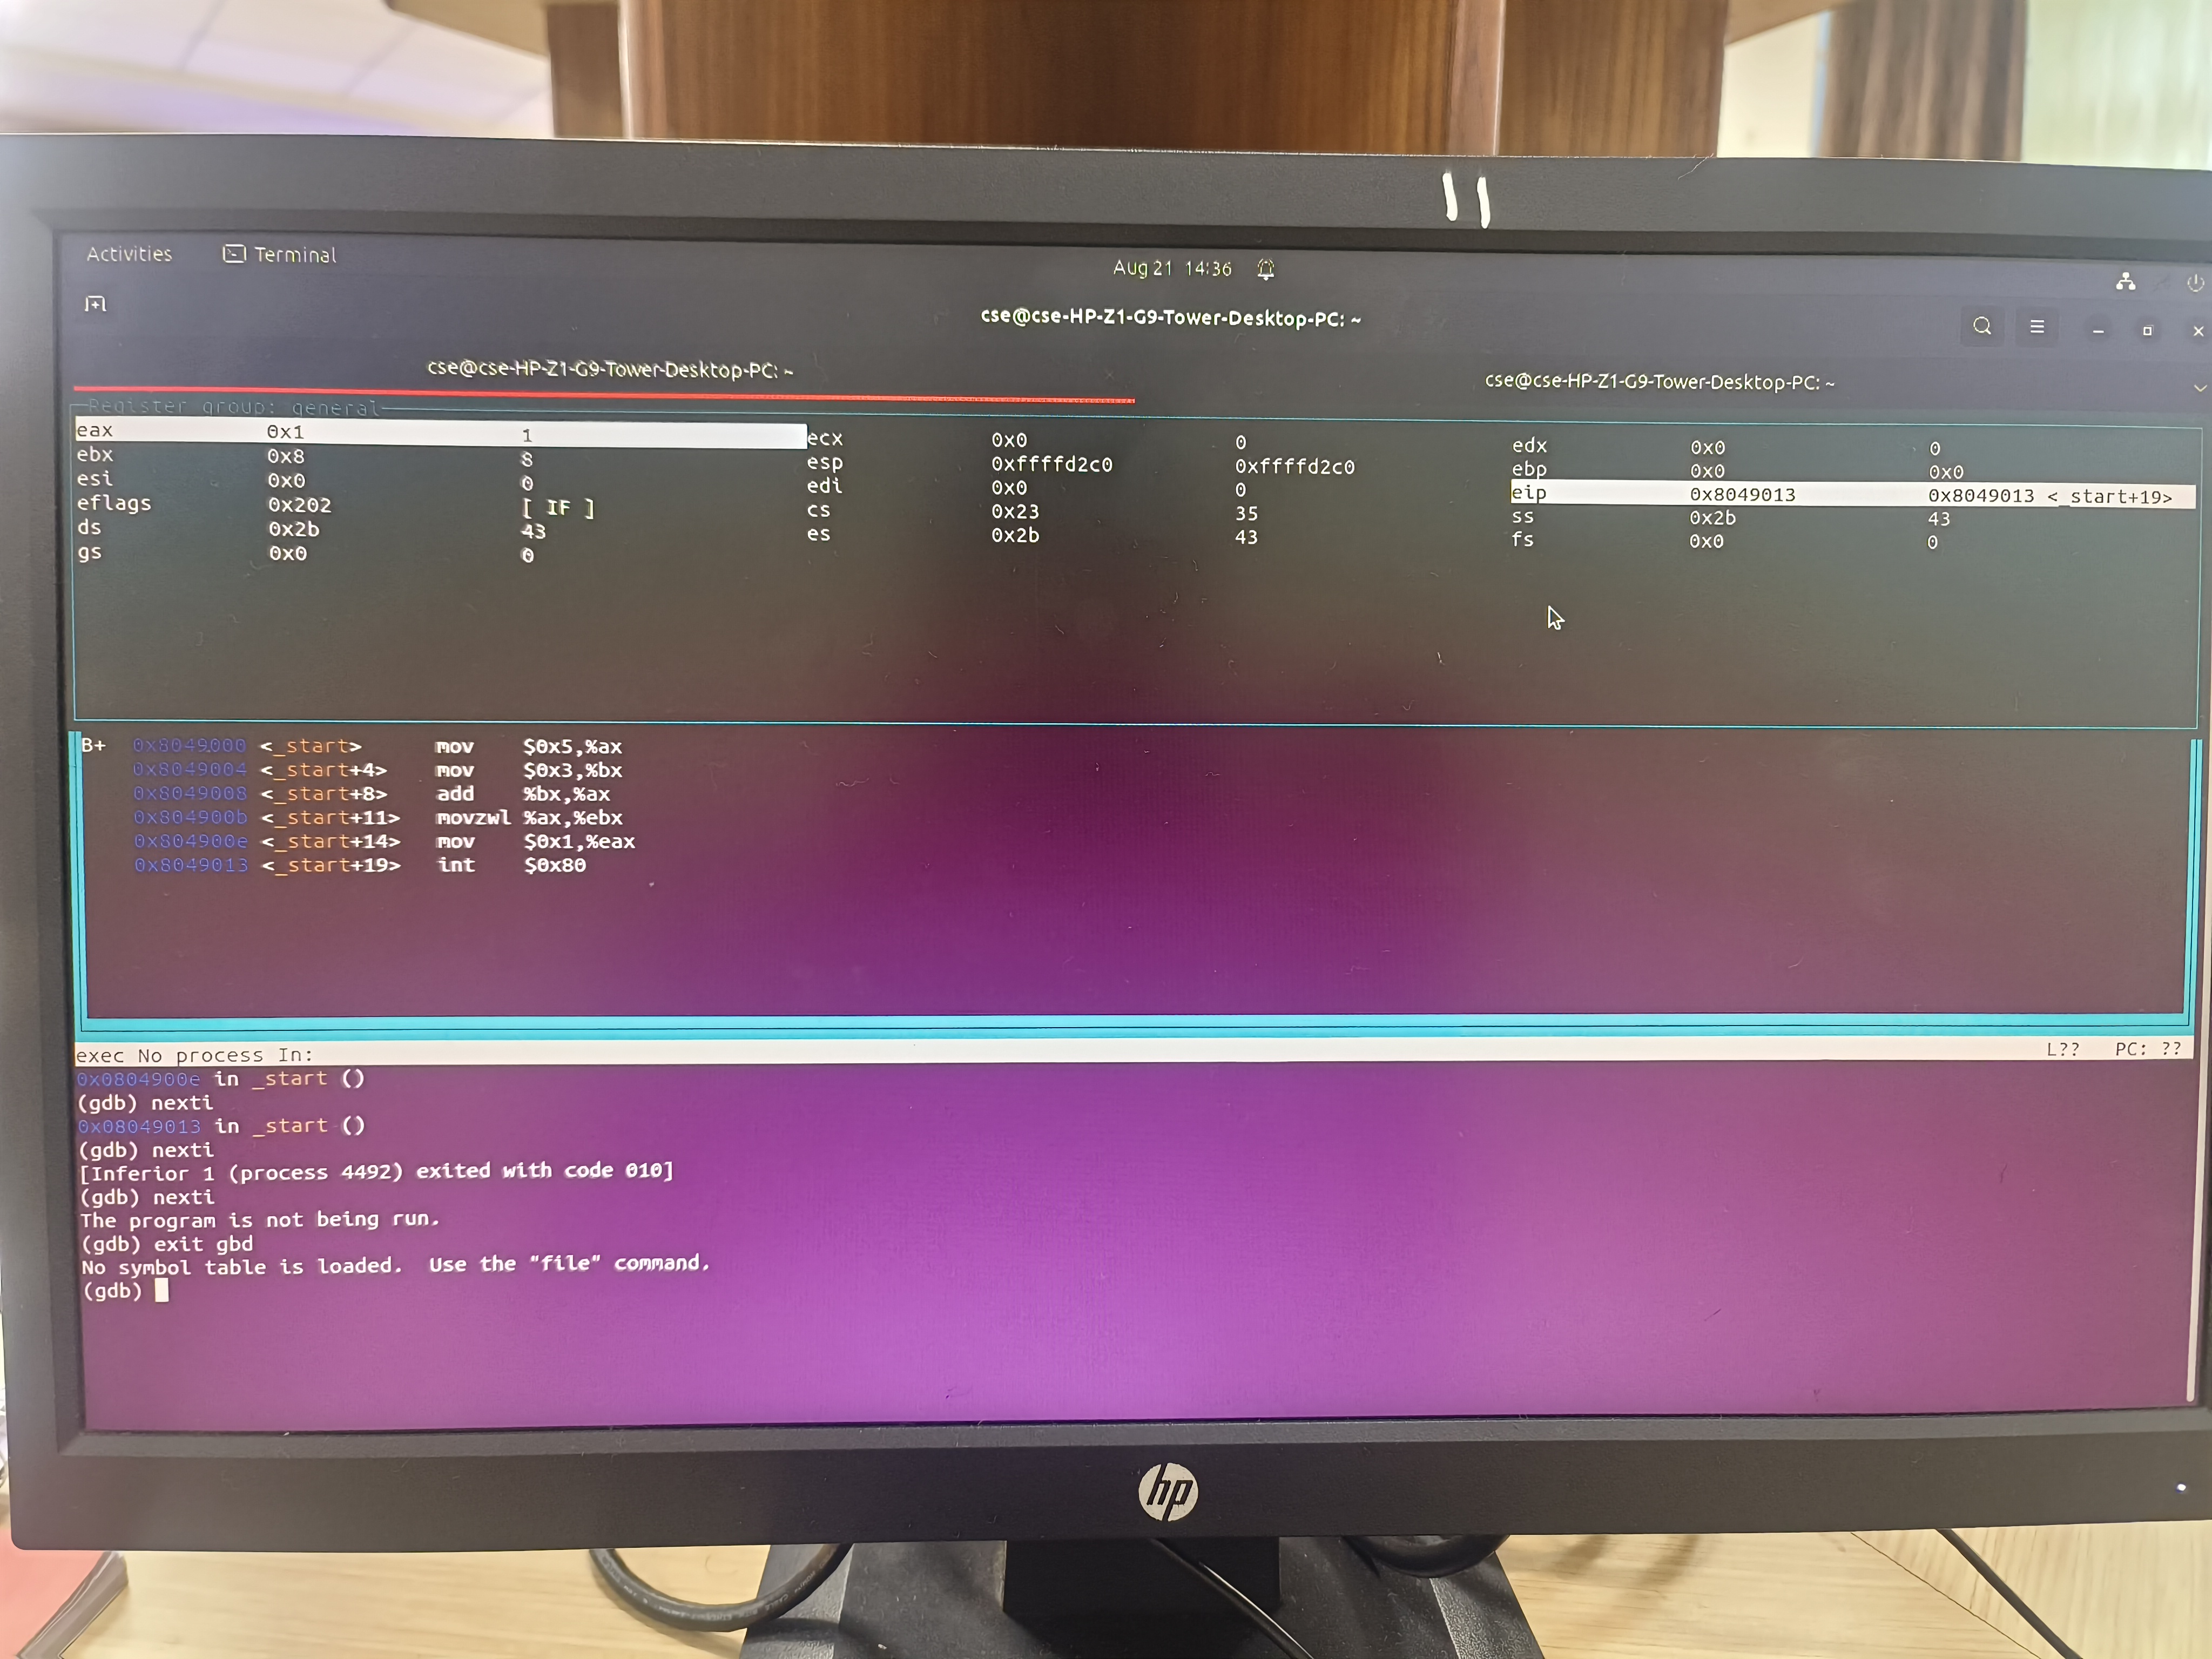 Activities Terminal
Aug 21 14:36
cse@cse-HP-Z1-G9-Tower-Desktop-PC: ~
cse@cse-HP-Z1-G9-Tower-Desktop-PC: ~
cse@cse-HP-Z1-G9-Tower-Desktop-PC: ~
Register group: general
eax 0x1 1 ecx 0x0 0 edx 0x0 0
ebx 0x8 8 esp 0xffffd2c0 0xffffd2c0 ebp 0x0 0x0
esi 0x0 0 edi 0x0 0 eip 0x8049013 0x8049013 <_start+19>
eflags 0x202 [ IF ] cs 0x23 35 ss 0x2b 43
ds 0x2b 43 es 0x2b 43 fs 0x0 0
gs 0x0 0
B+ 0x8049000 <_start> mov $0x5,%ax
0x8049004 <_start+4> mov $0x3,%bx
0x8049008 <_start+8> add %bx,%ax
0x804900b <_start+11> movzwl %ax,%ebx
0x804900e <_start+14> mov $0x1,%eax
0x8049013 <_start+19> int $0x80
exec No process In: L?? PC: ??
0x0804900e in _start ()
(gdb) nexti
0x08049013 in _start ()
(gdb) nexti
[Inferior 1 (process 4492) exited with code 010]
(gdb) nexti
The program is not being run.
(gdb) exit gbd
No symbol table is loaded.  Use the "file" command.
(gdb)
hp